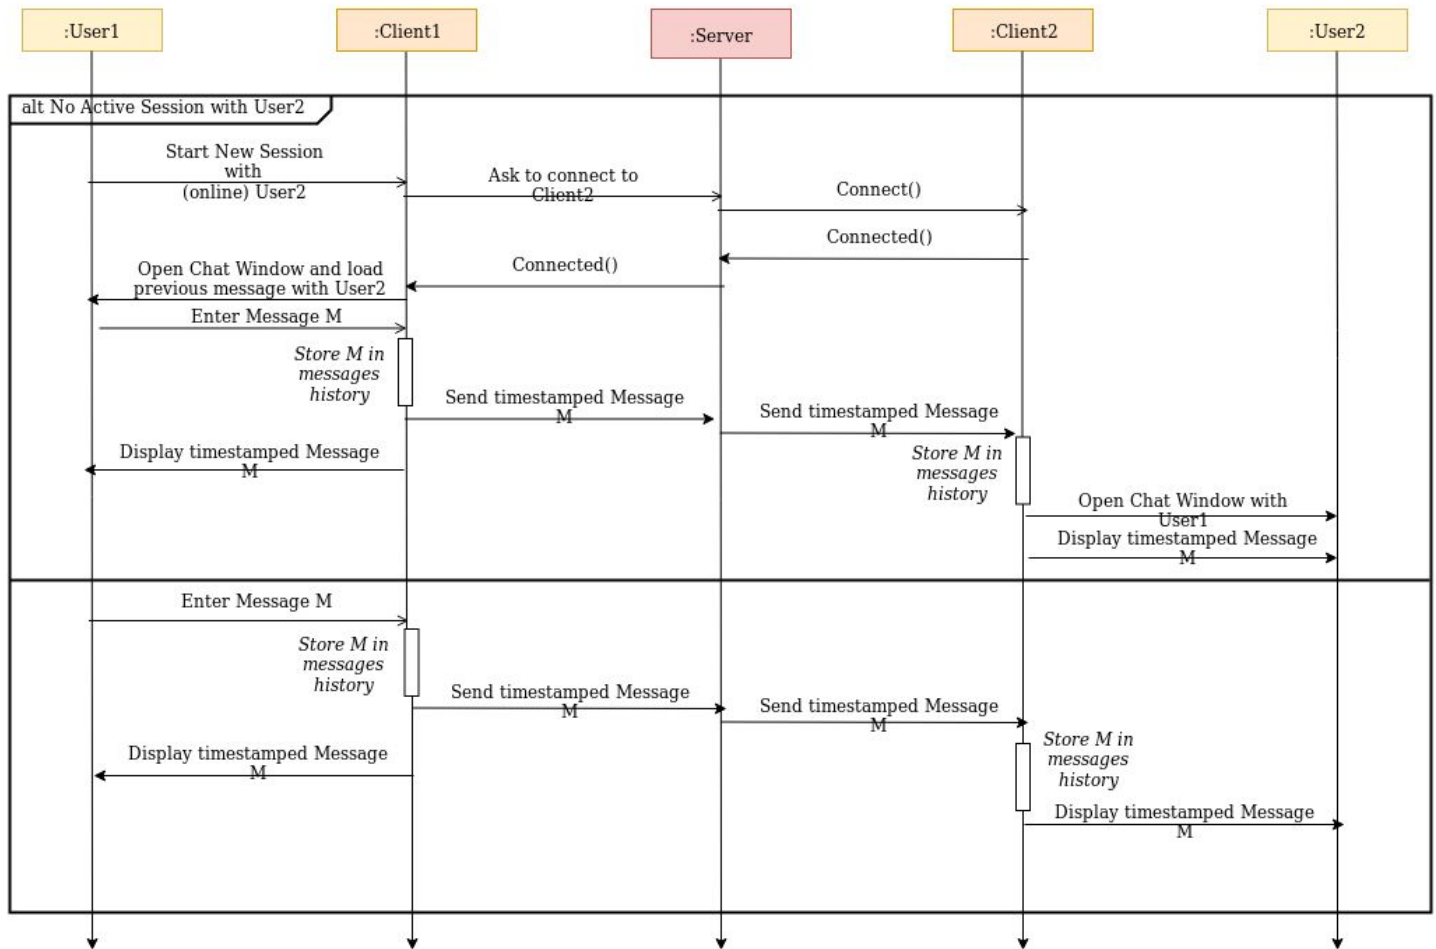 :User1
:Client1
:Server
:Client2
:User2
alt No Active Session with User2
Start New Session
with
(online) User2
Ask to connect to
Client2
Connect()
Connected()
Connected()
Open Chat Window and load
previous message with User2
Enter Message M
Store M in
messages
history
Send timestamped Message
M
Send timestamped Message
M
Display timestamped Message
M
Store M in
messages
history
Open Chat Window with
User1
Display timestamped Message
M
Enter Message M
Store M in
messages
history
Send timestamped Message
M
Send timestamped Message
M
Display timestamped Message
M
Store M in
messages
history
Display timestamped Message
M